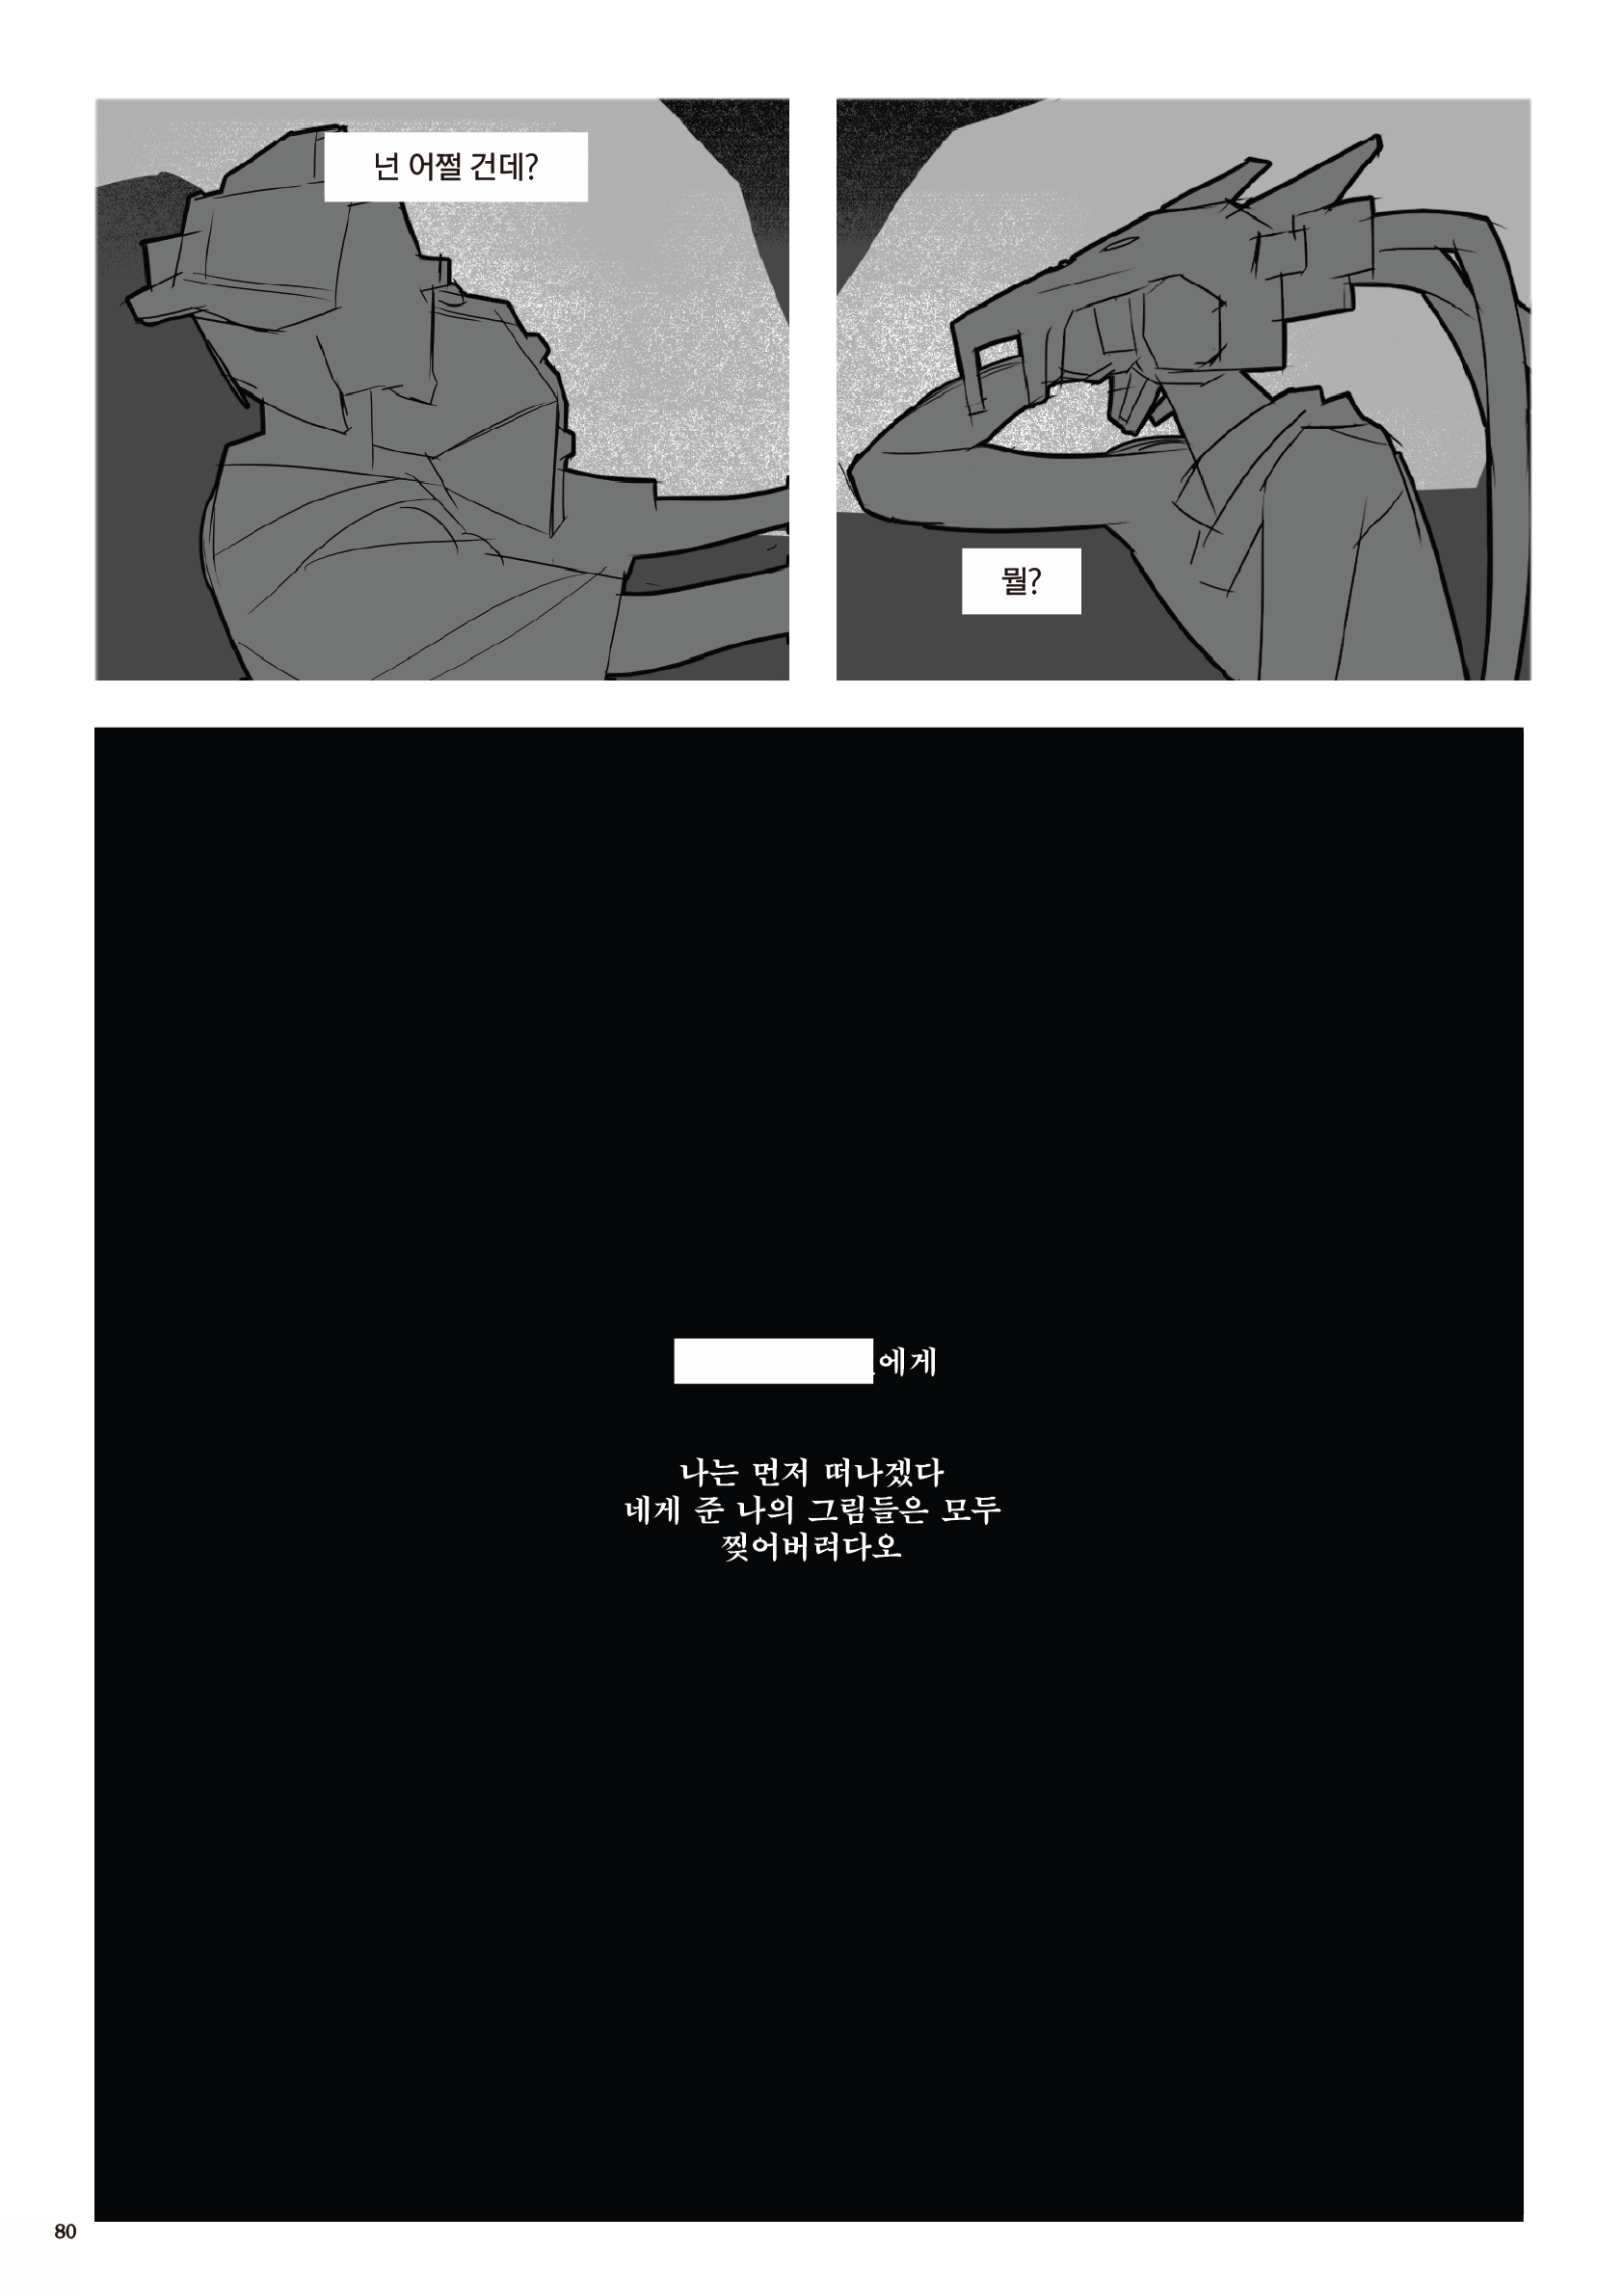 넌 어쩔 건데?
뭘?
에게
나는 먼저 떠나겠다
네게 준 나의 그림들은 모두
찢어버려다오
80